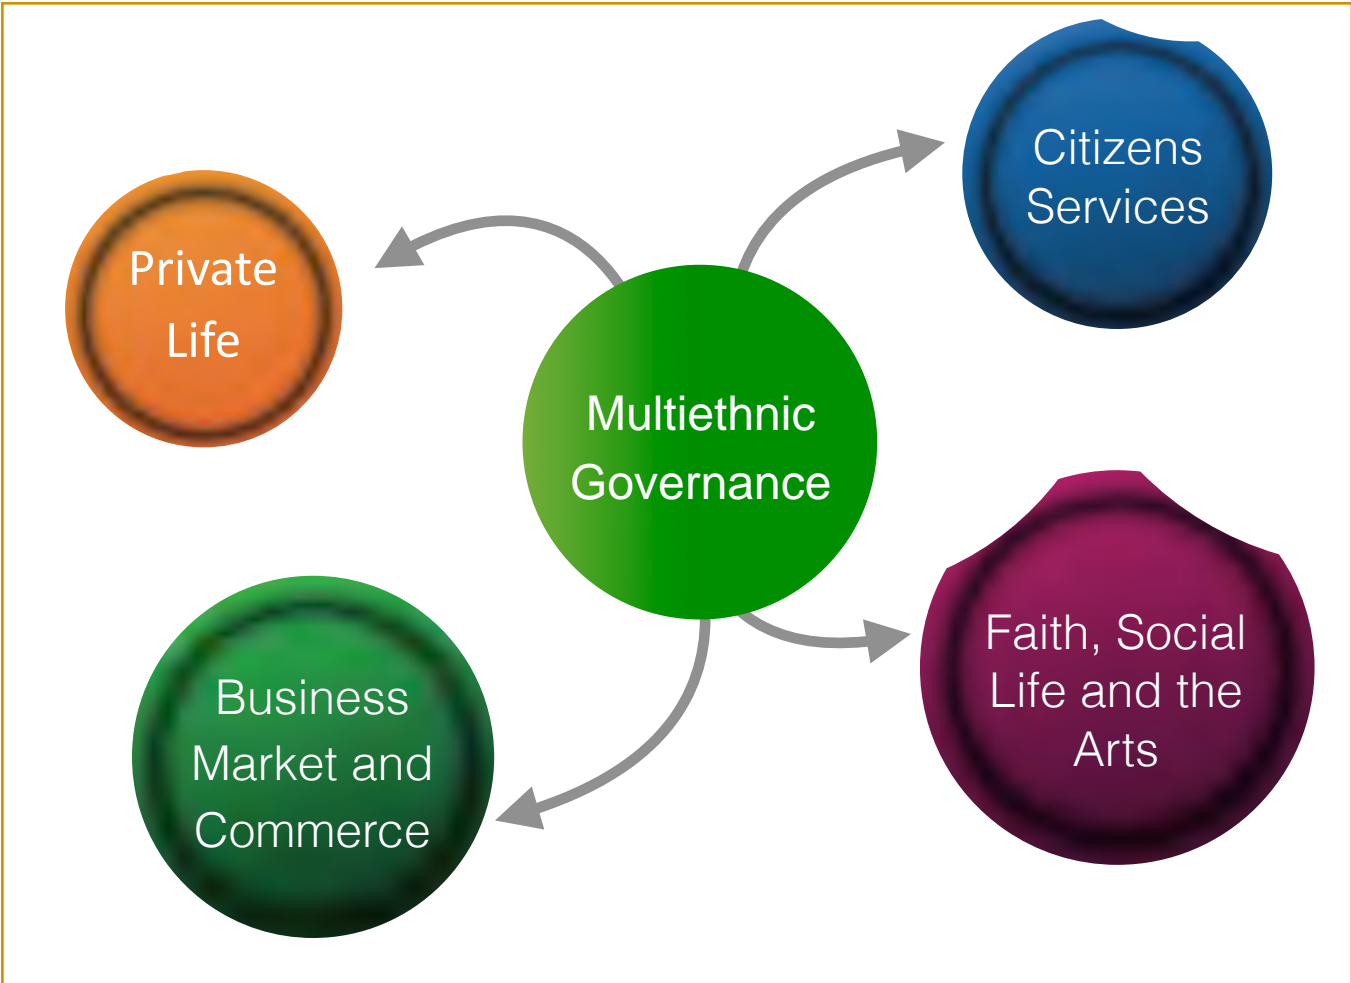 Citizens
Services
Private
Life
Multiethnic
Governance
Faith, Social
Life and the
Arts
Business
Market and
Commerce